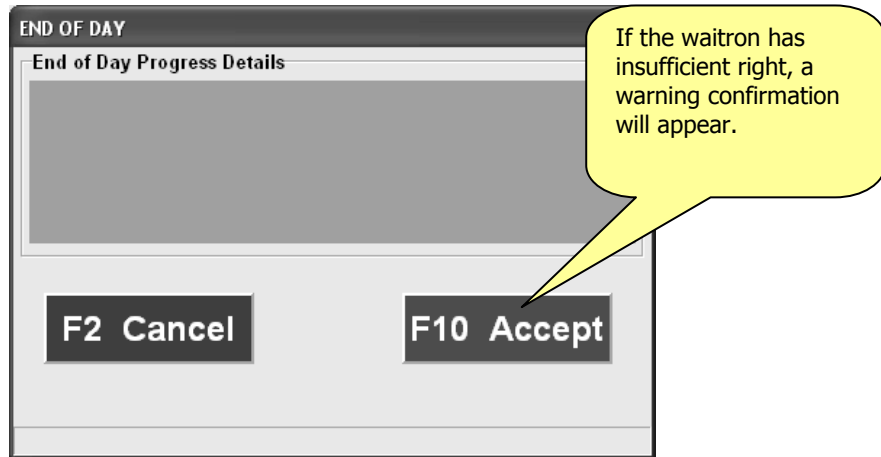 END OF DAY
End of Day Progress Details
If the waitron has
insufficient right, a
warning confirmation
will appear.
F2 Cancel
F10 Accept